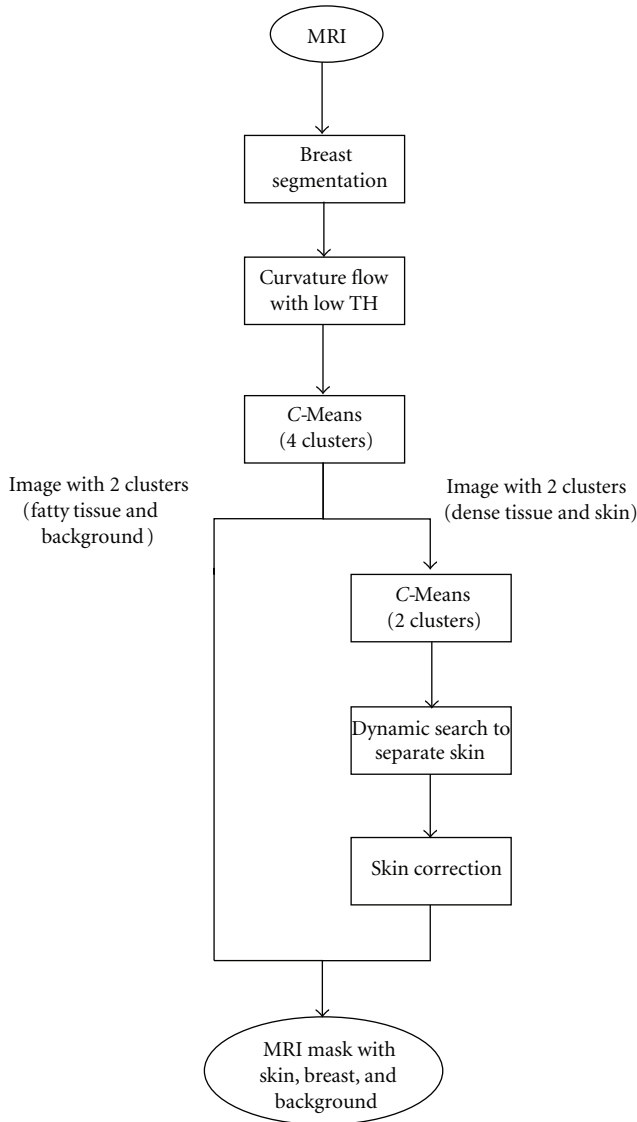 MRI
Breast
segmentation
Curvature flow
with low TH
C-Means
(4 clusters)
Image with 2 clusters
(fatty tissue and
background )
Image with 2 clusters
(dense tissue and skin)
C-Means
(2 clusters)
Dynamic search to
separate skin
Skin correction
MRI mask with
skin, breast, and
background